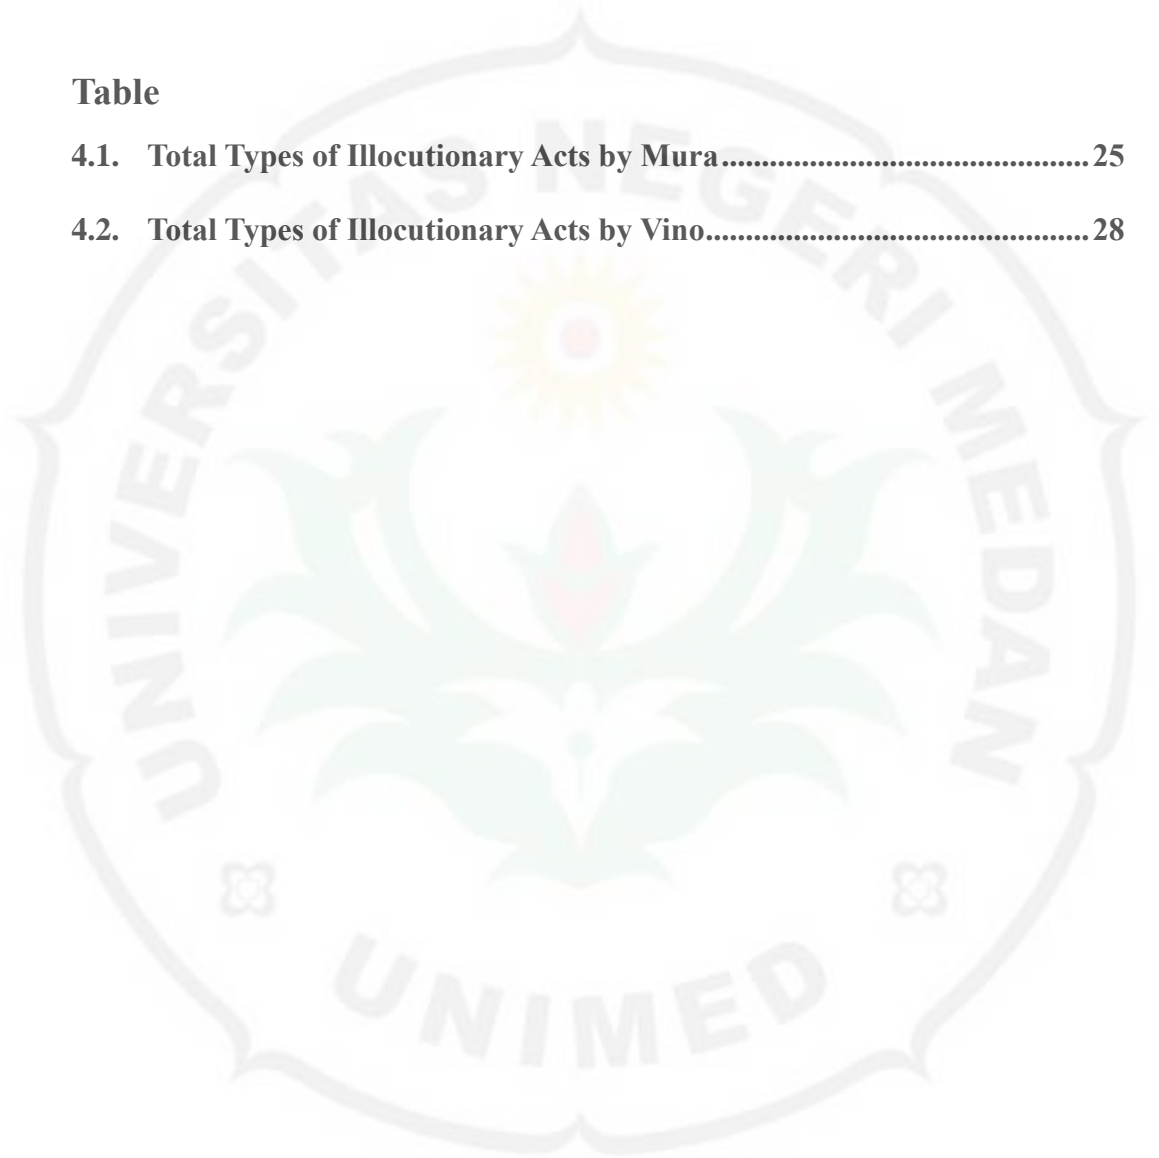 Table
4.1. Total Types of Illocutionary Acts by Mura............................................... 25
4.2. Total Types of Illocutionary Acts by Vino................................................. 28
UNIVERSITAS NEGERI MEDAN
UNIMED